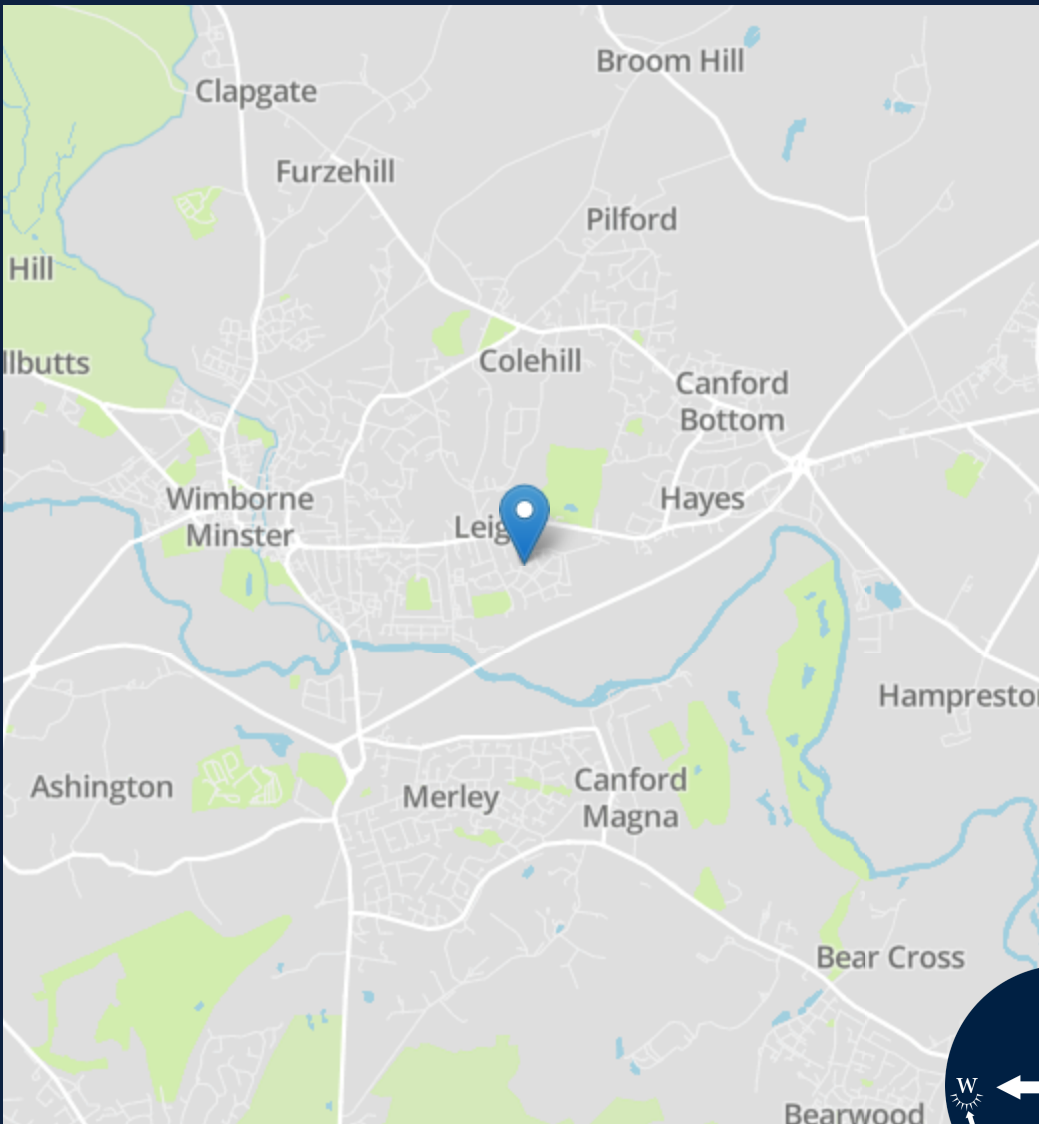 Broom Hill
Clapgate
Furzehill
Pilford
Hill
llbutts
Colehill
Canford
Bottom
Wimborne
Minster
Hayes
Leig
Hampresto
Ashington
Merley
Canford
Magna
Bear Cross
W
Bearwood